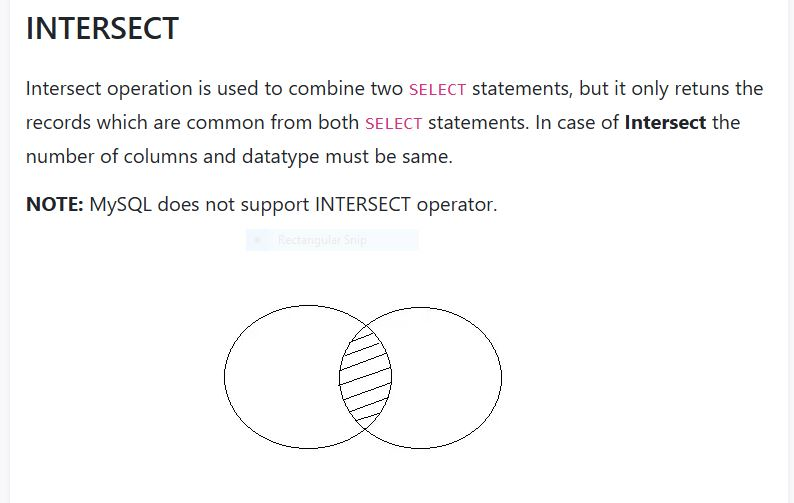 INTERSECT
Intersect operation is used to combine two SELECT statements, but it only retuns the
records which are common from both SELECT statements. In case of Intersect the
number of columns and datatype must be same.
NOTE: MySQL does not support INTERSECT operator.
Rectangular Snip